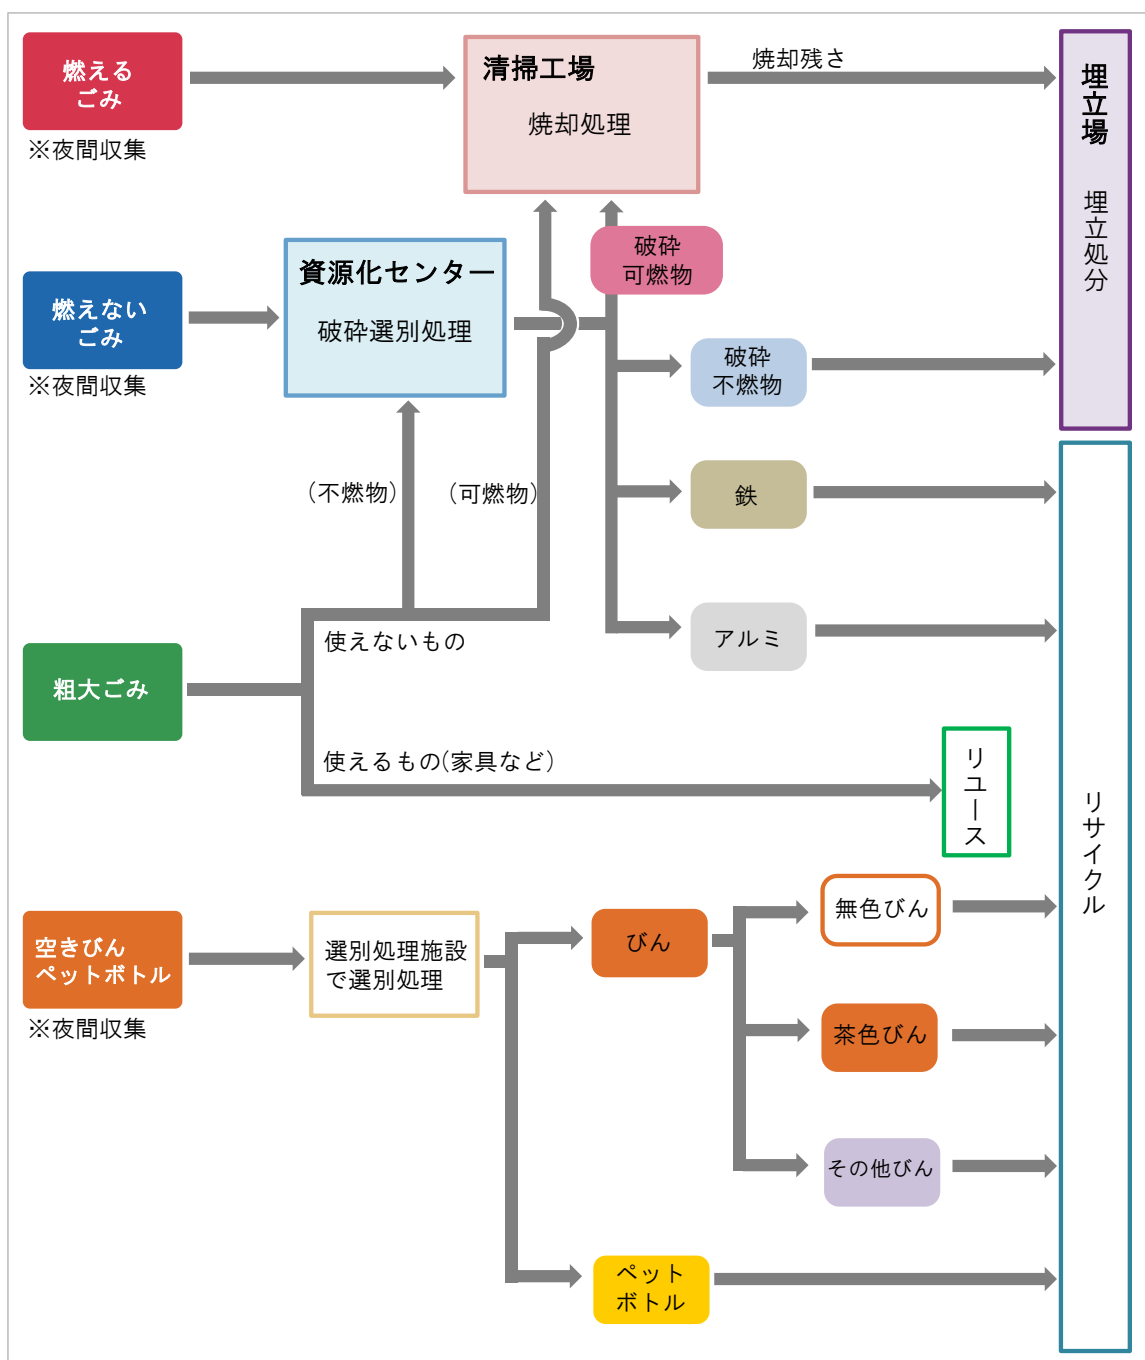 燃える
ごみ
※夜間収集
清掃工場
焼却処理
焼却残さ
埋立場
埋立処分
燃えない
ごみ
※夜間収集
資源化センター
破砕選別処理
破砕
可燃物
破砕
不燃物
(不燃物)
(可燃物)
鉄
アルミ
粗大ごみ
使えないもの
使えるもの(家具など)
リユース
リサイクル
空きびん
ペットボトル
※夜間収集
選別処理施設
で選別処理
びん
無色びん
茶色びん
その他びん
ペット
ボトル